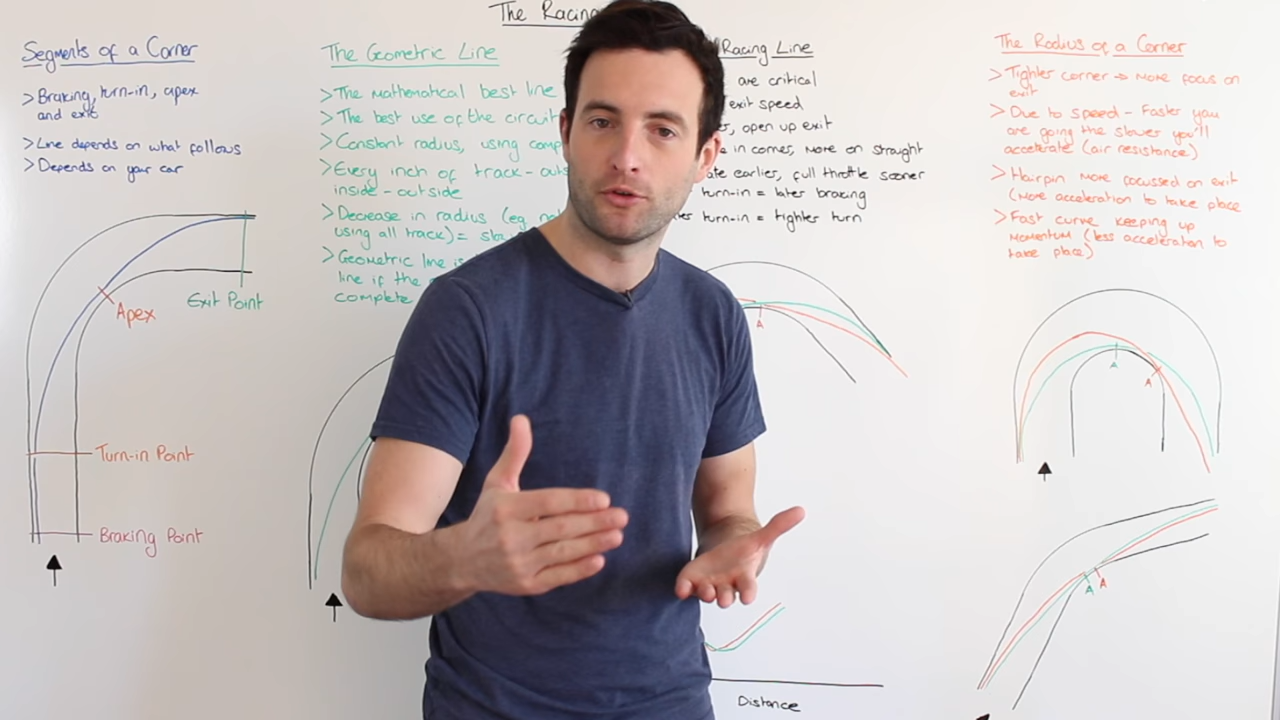 The Racing
Segments of a Corner
> Braking, turn-in, apex
and exit
> Line depends on what follows
> Depends on your car
Apex
Exit Point
Turn-in Point
Braking Point
The Geometric Line
> The mathematical best line
> The best use of the circuit
> Constant radius, using
> Every inch of track -
inside - outside
> Decrease in radius (eg
using all track) =
> Geometric line is
line if the
complete
Racing Line
are critical
exit speed
open up exit
in corner, more on straight
earlier, full throttle sooner
turn-in = later braking
turn-in = tighter turn
A
Distance
The Radius of a Corner
> Tighter corner → more focus on
exit
> Due to speed - Faster you
are going the slower you'll
accelerate (air resistance)
> Hairpin more focussed on exit
(more acceleration to take place
> Fast curve keeping up
momentum (less acceleration to
take place)
A
A
A
A